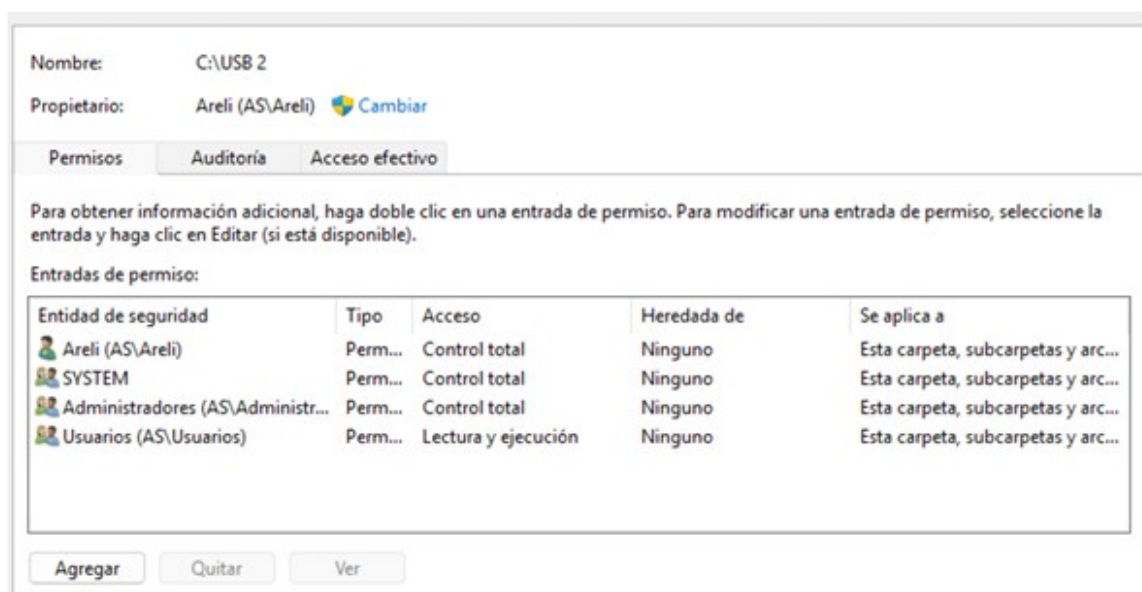 Nombre: C:\USB 2
Propietario: Areli (AS\Areli) Cambiar
Permisos Auditoría Acceso efectivo
Para obtener información adicional, haga doble clic en una entrada de permiso. Para modificar una entrada de permiso, seleccione la
entrada y haga clic en Editar (si está disponible).
Entradas de permiso:
Entidad de seguridad Tipo Acceso Heredada de Se aplica a
Areli (AS\Areli) Perm... Control total Ninguno Esta carpeta, subcarpetas y arc...
SYSTEM Perm... Control total Ninguno Esta carpeta, subcarpetas y arc...
Administradores (AS\Administr... Perm... Control total Ninguno Esta carpeta, subcarpetas y arc...
Usuarios (AS\Usuarios) Perm... Lectura y ejecución Ninguno Esta carpeta, subcarpetas y arc...
Agregar Quitar Ver